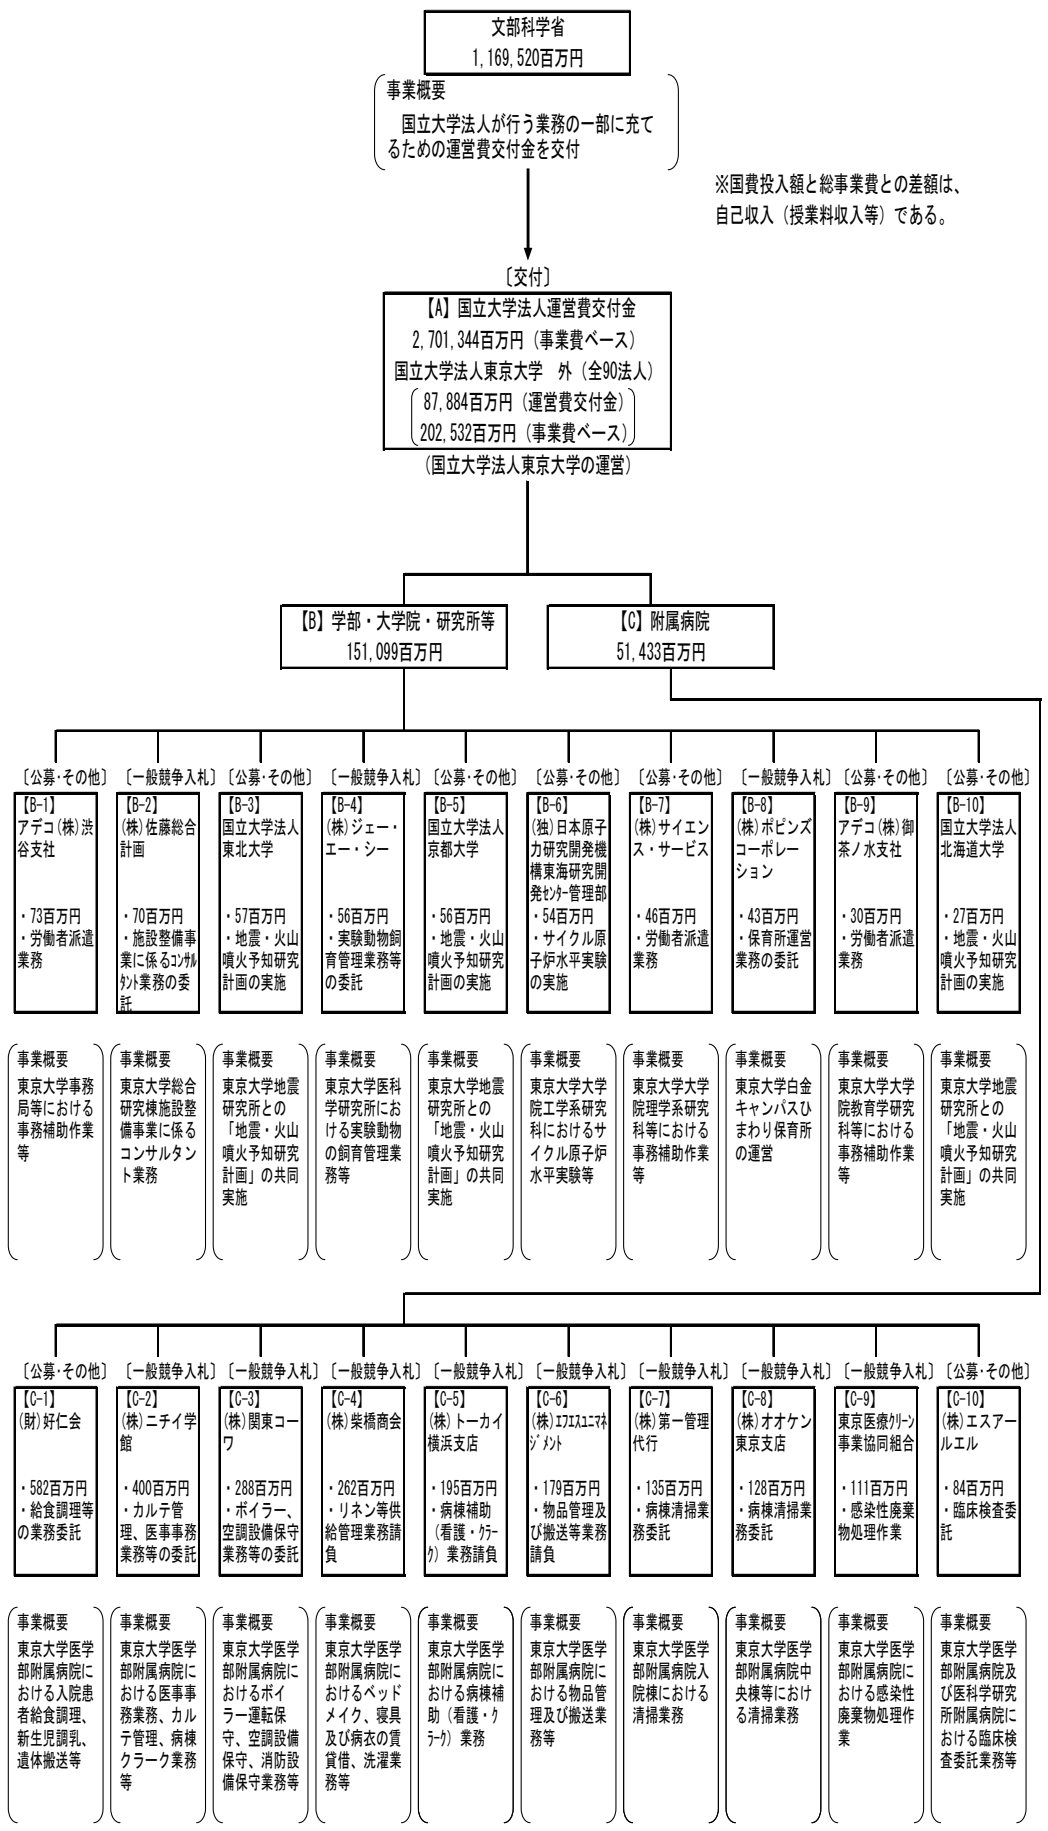 文部科学省
1,169,520百万円
事業概要
　国立大学法人が行う業務の一部に充て
るための運営費交付金を交付
※国費投入額と総事業費との差額は、
自己収入（授業料収入等）である。
〔交付〕
【A】国立大学法人運営費交付金
2,701,344百万円（事業費ベース）
国立大学法人東京大学　外（全90法人）
87,884百万円（運営費交付金）
202,532百万円（事業費ベース）
（国立大学法人東京大学の運営）
【B】学部・大学院・研究所等
151,099百万円
【C】附属病院
51,433百万円
〔公募･その他〕
【B-1】
アデコ(株)渋
谷支社
・73百万円
・労働者派遣
業務
事業概要
東京大学事務
局等における
事務補助作業
等
〔一般競争入札〕
【B-2】
(株)佐藤総合
計画
・70百万円
・施設整備事
業に係るｺﾝｻﾙ
ﾀﾝﾄ業務の委
託
事業概要
東京大学総合
研究棟施設整
備事業に係る
コンサルタン
ト業務
〔公募･その他〕
【B-3】
国立大学法人
東北大学
・57百万円
・地震・火山
噴火予知研究
計画の実施
事業概要
東京大学地震
研究所との
「地震・火山
噴火予知研究
計画」の共同
実施
〔一般競争入札〕
【B-4】
(株)ジェー・
エー・シー
・56百万円
・実験動物飼
育管理業務等
の委託
事業概要
東京大学医科
学研究所にお
ける実験動物
の飼育管理業
務等
〔公募･その他〕
【B-5】
国立大学法人
京都大学
・56百万円
・地震・火山
噴火予知研究
計画の実施
事業概要
東京大学地震
研究所との
「地震・火山
噴火予知研究
計画」の共同
実施
〔公募･その他〕
【B-6】
(独)日本原子
力研究開発機
構東海研究開
発ｾﾝﾀｰ管理部
・54百万円
・サイクル原
子炉水平実験
の実施
事業概要
東京大学大学
院工学系研究
科におけるサ
イクル原子炉
水平実験等
〔公募･その他〕
【B-7】
(株)サイエン
ス・サービス
・46百万円
・労働者派遣
業務
事業概要
東京大学大学
院理学系研究
科等における
事務補助作業
等
〔一般競争入札〕
【B-8】
(株)ポピンズ
コーポレー
ション
・43百万円
・保育所運営
業務の委託
事業概要
東京大学白金
キャンパスひ
まわり保育所
の運営
〔公募･その他〕
【B-9】
アデコ(株)御
茶ノ水支社
・30百万円
・労働者派遣
業務
事業概要
東京大学大学
院教育学研究
科等における
事務補助作業
等
〔公募･その他〕
【B-10】
国立大学法人
北海道大学
・27百万円
・地震・火山
噴火予知研究
計画の実施
事業概要
東京大学地震
研究所との
「地震・火山
噴火予知研究
計画」の共同
実施
〔公募･その他〕
【C-1】
(財)好仁会
・582百万円
・給食調理等
の業務委託
事業概要
東京大学医学
部附属病院に
おける入院患
者給食調理、
新生児調乳、
遺体搬送等
〔一般競争入札〕
【C-2】
(株)ニチイ学
館
・400百万円
・カルテ管
理、医事事務
業務等の委託
事業概要
東京大学医学
部附属病院に
おける医事事
務業務、カル
テ管理、病棟
クラーク業務
等
〔一般競争入札〕
【C-3】
(株)関東コー
ワ
・288百万円
・ボイラー、
空調設備保守
業務等の委託
事業概要
東京大学医学
部附属病院に
おけるボイ
ラー運転保
守、空調設備
保守、消防設
備保守業務等
〔一般競争入札〕
【C-4】
(株)柴橋商会
・262百万円
・リネン等供
給管理業務請
負
事業概要
東京大学医学
部附属病院に
おけるベッド
メイク、寝具
及び病衣の賃
貸借、洗濯業
務等
〔一般競争入札〕
【C-5】
(株)トーカイ
横浜支店
・195百万円
・病棟補助
（看護・ｸﾗｰ
ｸ）業務請負
事業概要
東京大学医学
部附属病院に
おける病棟補
助（看護・ｸ
ﾗｰｸ）業務
〔一般競争入札〕
【C-6】
(株)ｴﾌｴｽﾕﾆﾏﾈ
ｼﾞﾒﾝﾄ
・179百万円
・物品管理及
び搬送等業務
請負
事業概要
東京大学医学
部附属病院に
おける物品管
理及び搬送業
務等
〔一般競争入札〕
【C-7】
(株)第一管理
代行
・135百万円
・病棟清掃業
務委託
事業概要
東京大学医学
部附属病院入
院棟における
清掃業務
〔一般競争入札〕
【C-8】
(株)オオケン
東京支店
・128百万円
・病棟清掃業
務委託
事業概要
東京大学医学
部附属病院中
央棟等におけ
る清掃業務
〔一般競争入札〕
【C-9】
東京医療ｸﾘｰﾝ
事業協同組合
・111百万円
・感染性廃棄
物処理作業
事業概要
東京大学医学
部附属病院に
おける感染性
廃棄物処理作
業
〔公募･その他〕
【C-10】
(株)エスアー
ルエル
・84百万円
・臨床検査委
託
事業概要
東京大学医学
部附属病院及
び医科学研究
所附属病院に
おける臨床検
査委託業務等